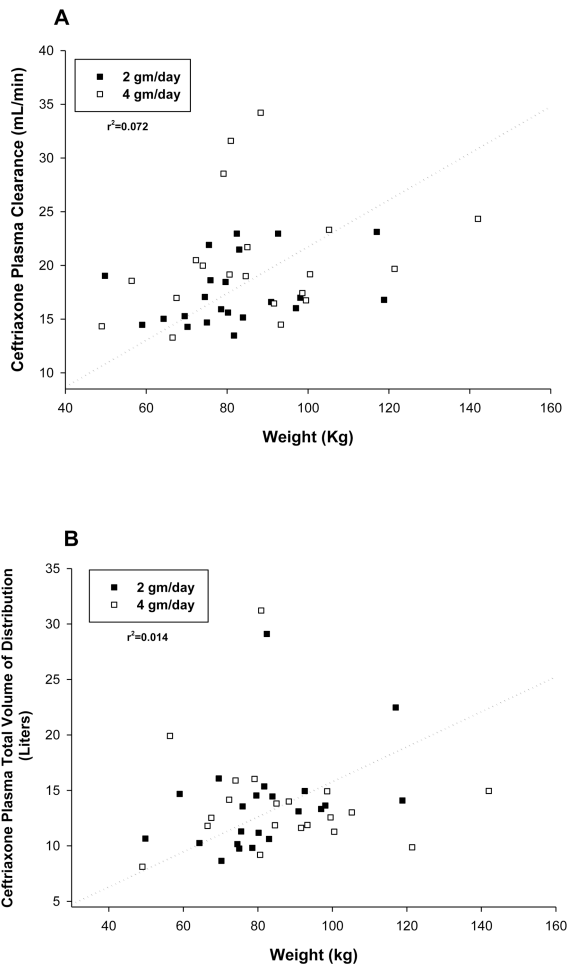 A
Ceftriaxone Plasma Clearance (mL/min)
40
35
30
25
20
15
10
2 gm/day
4 gm/day
r²=0.072
40 60 80 100 120 140 160
Weight (Kg)
B
Ceftriaxone Plasma Total Volume of Distribution
(Liters)
35
30
25
20
15
10
5
2 gm/day
4 gm/day
r²=0.014
40 60 80 100 120 140 160
Weight (kg)